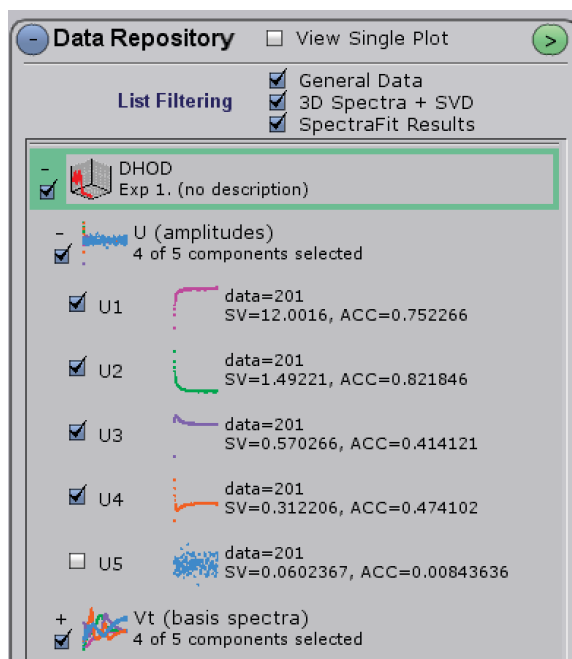 Data Repository View Single Plot
General Data
List Filtering 3D Spectra + SVD
SpectraFit Results
DHOD
Exp 1. (no description)
U (amplitudes)
4 of 5 components selected
U1 data=201
SV=12.0016, ACC=0.752266
U2 data=201
SV=1.49221, ACC=0.821846
U3 data=201
SV=0.570266, ACC=0.414121
U4 data=201
SV=0.312206, ACC=0.474102
U5 data=201
SV=0.0602367, ACC=0.00843636
Vt (basis spectra)
4 of 5 components selected